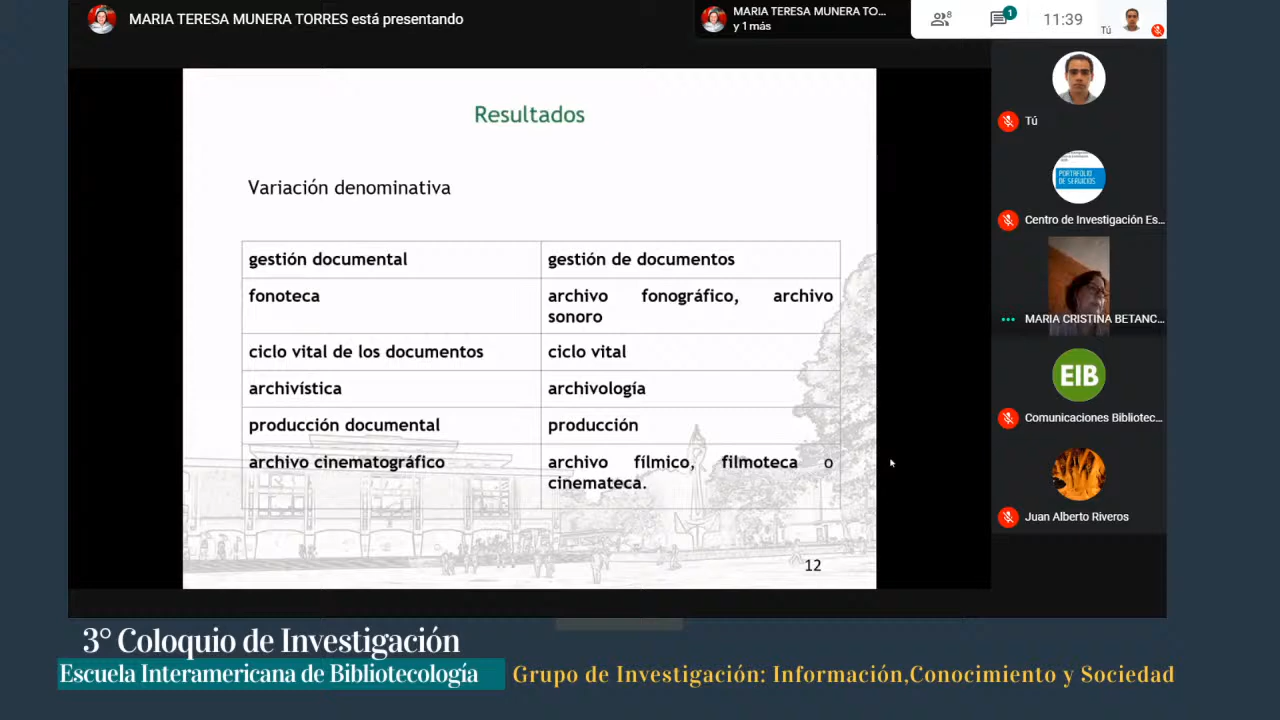 MARIA TERESA MUNERA TORRES está presentando
MARIA TERESA MUNERA TO...
y 1 más
8
1
11:39
Tú
Resultados
Variación denominativa
gestión documental
gestión de documentos
fonoteca
archivo fonográfico, archivo
sonoro
ciclo vital de los documentos
ciclo vital
archivística
archivología
producción documental
producción
archivo cinematográfico
archivo fílmico, filmoteca o
cinemateca.
12
Tú
PORTAFOLIO
DE SERVICIOS
Centro de Investigación Es...
MARIA CRISTINA BETANC...
EIB
Comunicaciones Bibliotec...
Juan Alberto Riveros
3° Coloquio de Investigación
Escuela Interamericana de Bibliotecología
Grupo de Investigación: Información,Conocimiento y Sociedad